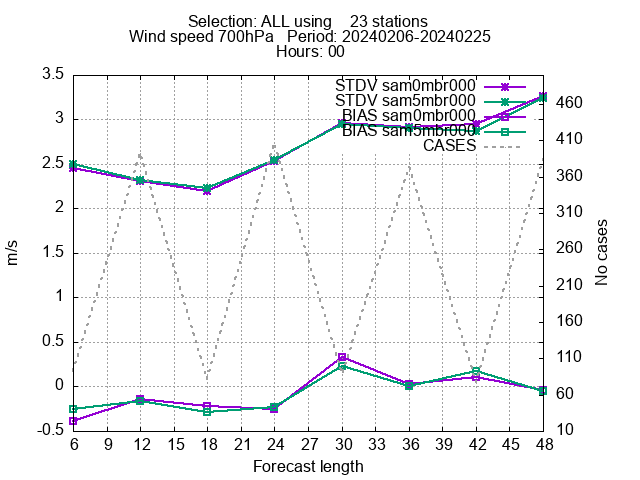 Selection: ALL using    23 stations
Wind speed 700hPa   Period: 20240206-20240225
Hours: 00
3.5
3
2.5
2
1.5
1
0.5
0
-0.5
m/s
STDV sam0mbr000
STDV sam5mbr000
BIAS sam0mbr000
BIAS sam5mbr000
CASES
460
410
360
310
260
210
160
110
60
10
No cases
6 9 12 15 18 21 24 27 30 33 36 39 42 45 48
Forecast length